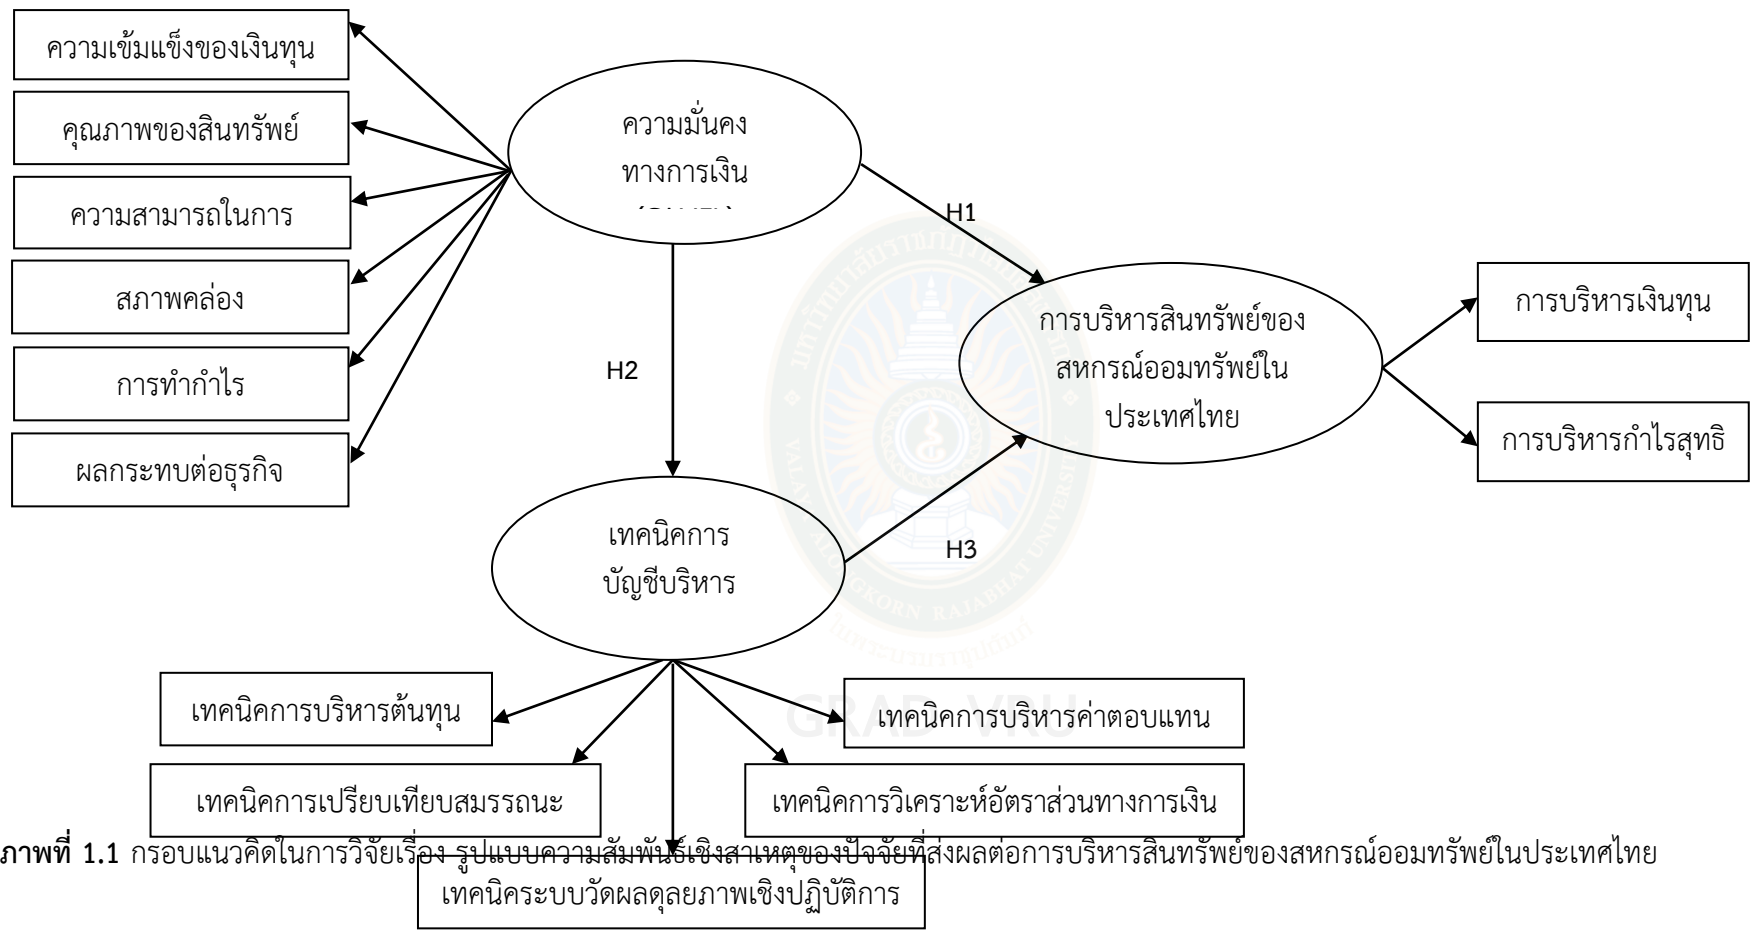 ความเข้มแข็งของเงินทุน
คุณภาพของสินทรัพย์
ความสามารถในการ
สภาพคล่อง
การทำกำไร
ผลกระทบต่อธุรกิจ
ความมั่นคง
ทางการเงิน
H1
H2
การบริหารสินทรัพย์ของ
สหกรณ์ออมทรัพย์ใน
ประเทศไทย
การบริหารเงินทุน
การบริหารกำไรสุทธิ
เทคนิคการ
บัญชีบริหาร
H3
GRAD VRU
เทคนิคการบริหารต้นทุน
เทคนิคการบริหารค่าตอบแทน
เทคนิคการเปรียบเทียบสมรรถนะ
เทคนิคการวิเคราะห์อัตราส่วนทางการเงิน
ภาพที่ 1.1 กรอบแนวคิดในการวิจัยเรื่อง รูปแบบความสัมพันธ์เชิงสาเหตุของปัจจัยที่ส่งผลต่อการบริหารสินทรัพย์ของสหกรณ์ออมทรัพย์ในประเทศไทย
เทคนิคระบบวัดผลดุลยภาพเชิงปฏิบัติการ